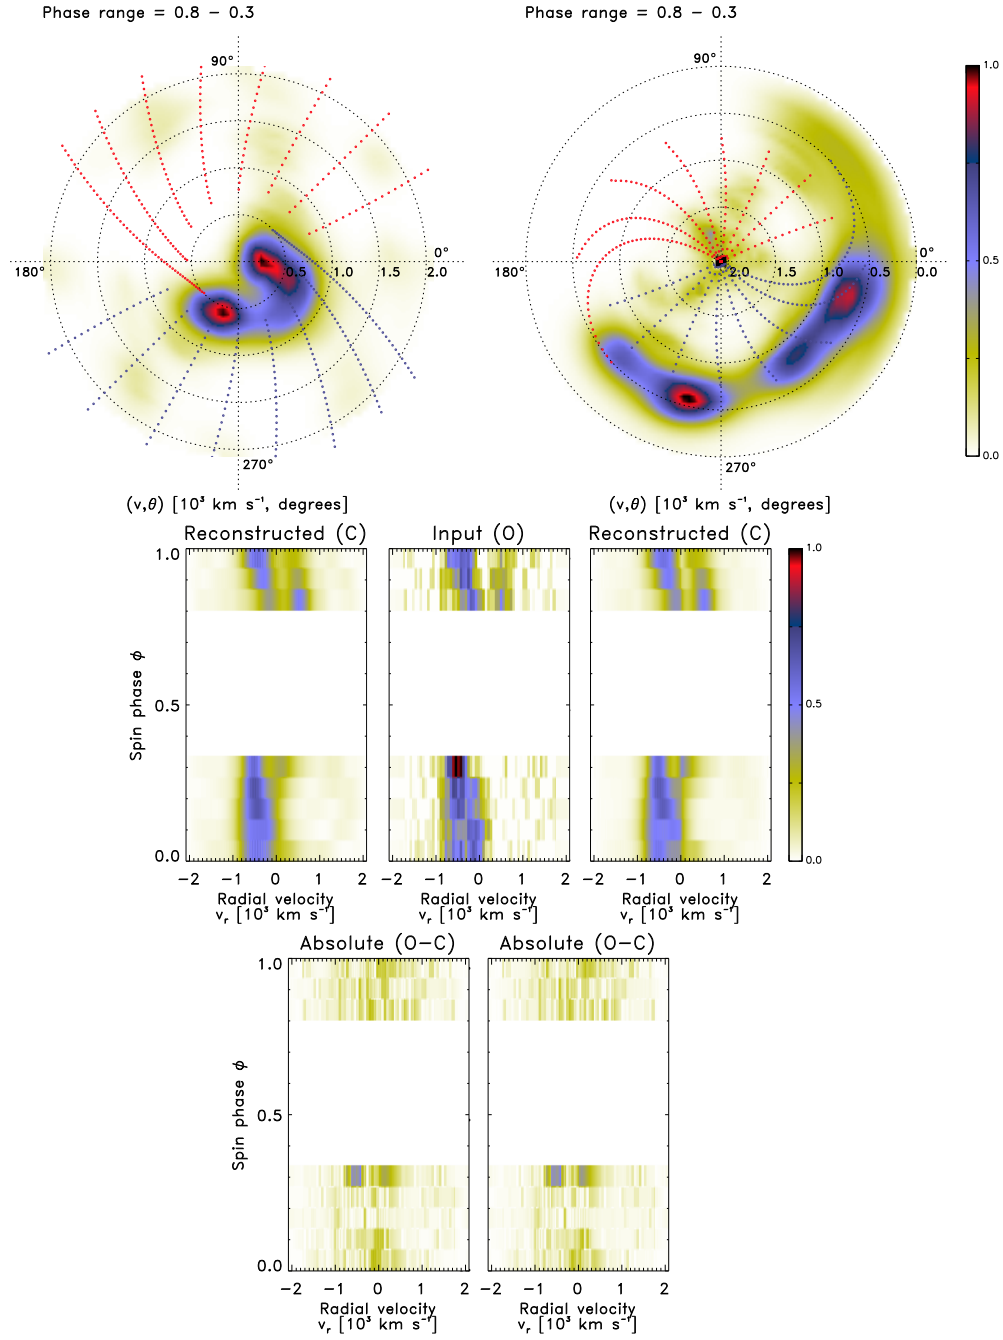 Phase range = 0.8 − 0.3
Phase range = 0.8 − 0.3
90°
90°
1.0
0.5
0.0
180°
0.5
1.0
1.5
2.0
0°
180°
2.0
1.5
1.0
0.5
0.0
0°
270°
270°
(v,θ) [10³ km s⁻¹, degrees]
(v,θ) [10³ km s⁻¹, degrees]
Reconstructed (C)
Input (O)
Reconstructed (C)
1.0
0.5
0.0
Spin phase ϕ
1.0
0.5
0.0
−2 −1 0 1 2
−2 −1 0 1 2
−2 −1 0 1 2
Radial velocity
vᵣ [10³ km s⁻¹]
Radial velocity
vᵣ [10³ km s⁻¹]
Radial velocity
vᵣ [10³ km s⁻¹]
Absolute (O−C)
Absolute (O−C)
1.0
0.5
0.0
Spin phase ϕ
−2 −1 0 1 2
−2 −1 0 1 2
Radial velocity
vᵣ [10³ km s⁻¹]
Radial velocity
vᵣ [10³ km s⁻¹]